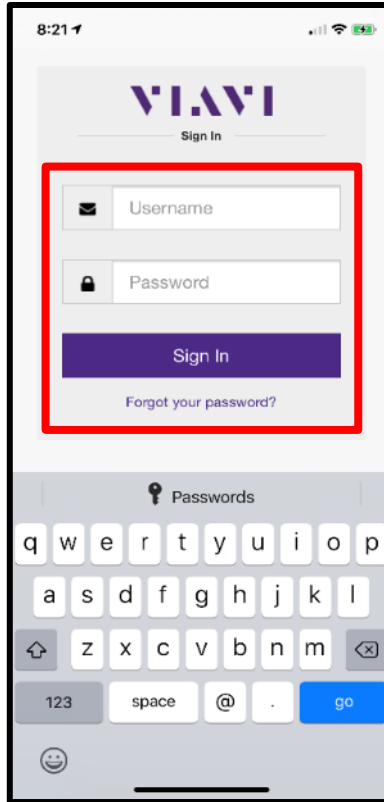 8:21
VIAVI
Sign In
Username
Password
Sign In
Forgot your password?
Passwords
q w e r t y u i o p
a s d f g h j k l
z x c v b n m
123 space @ . go